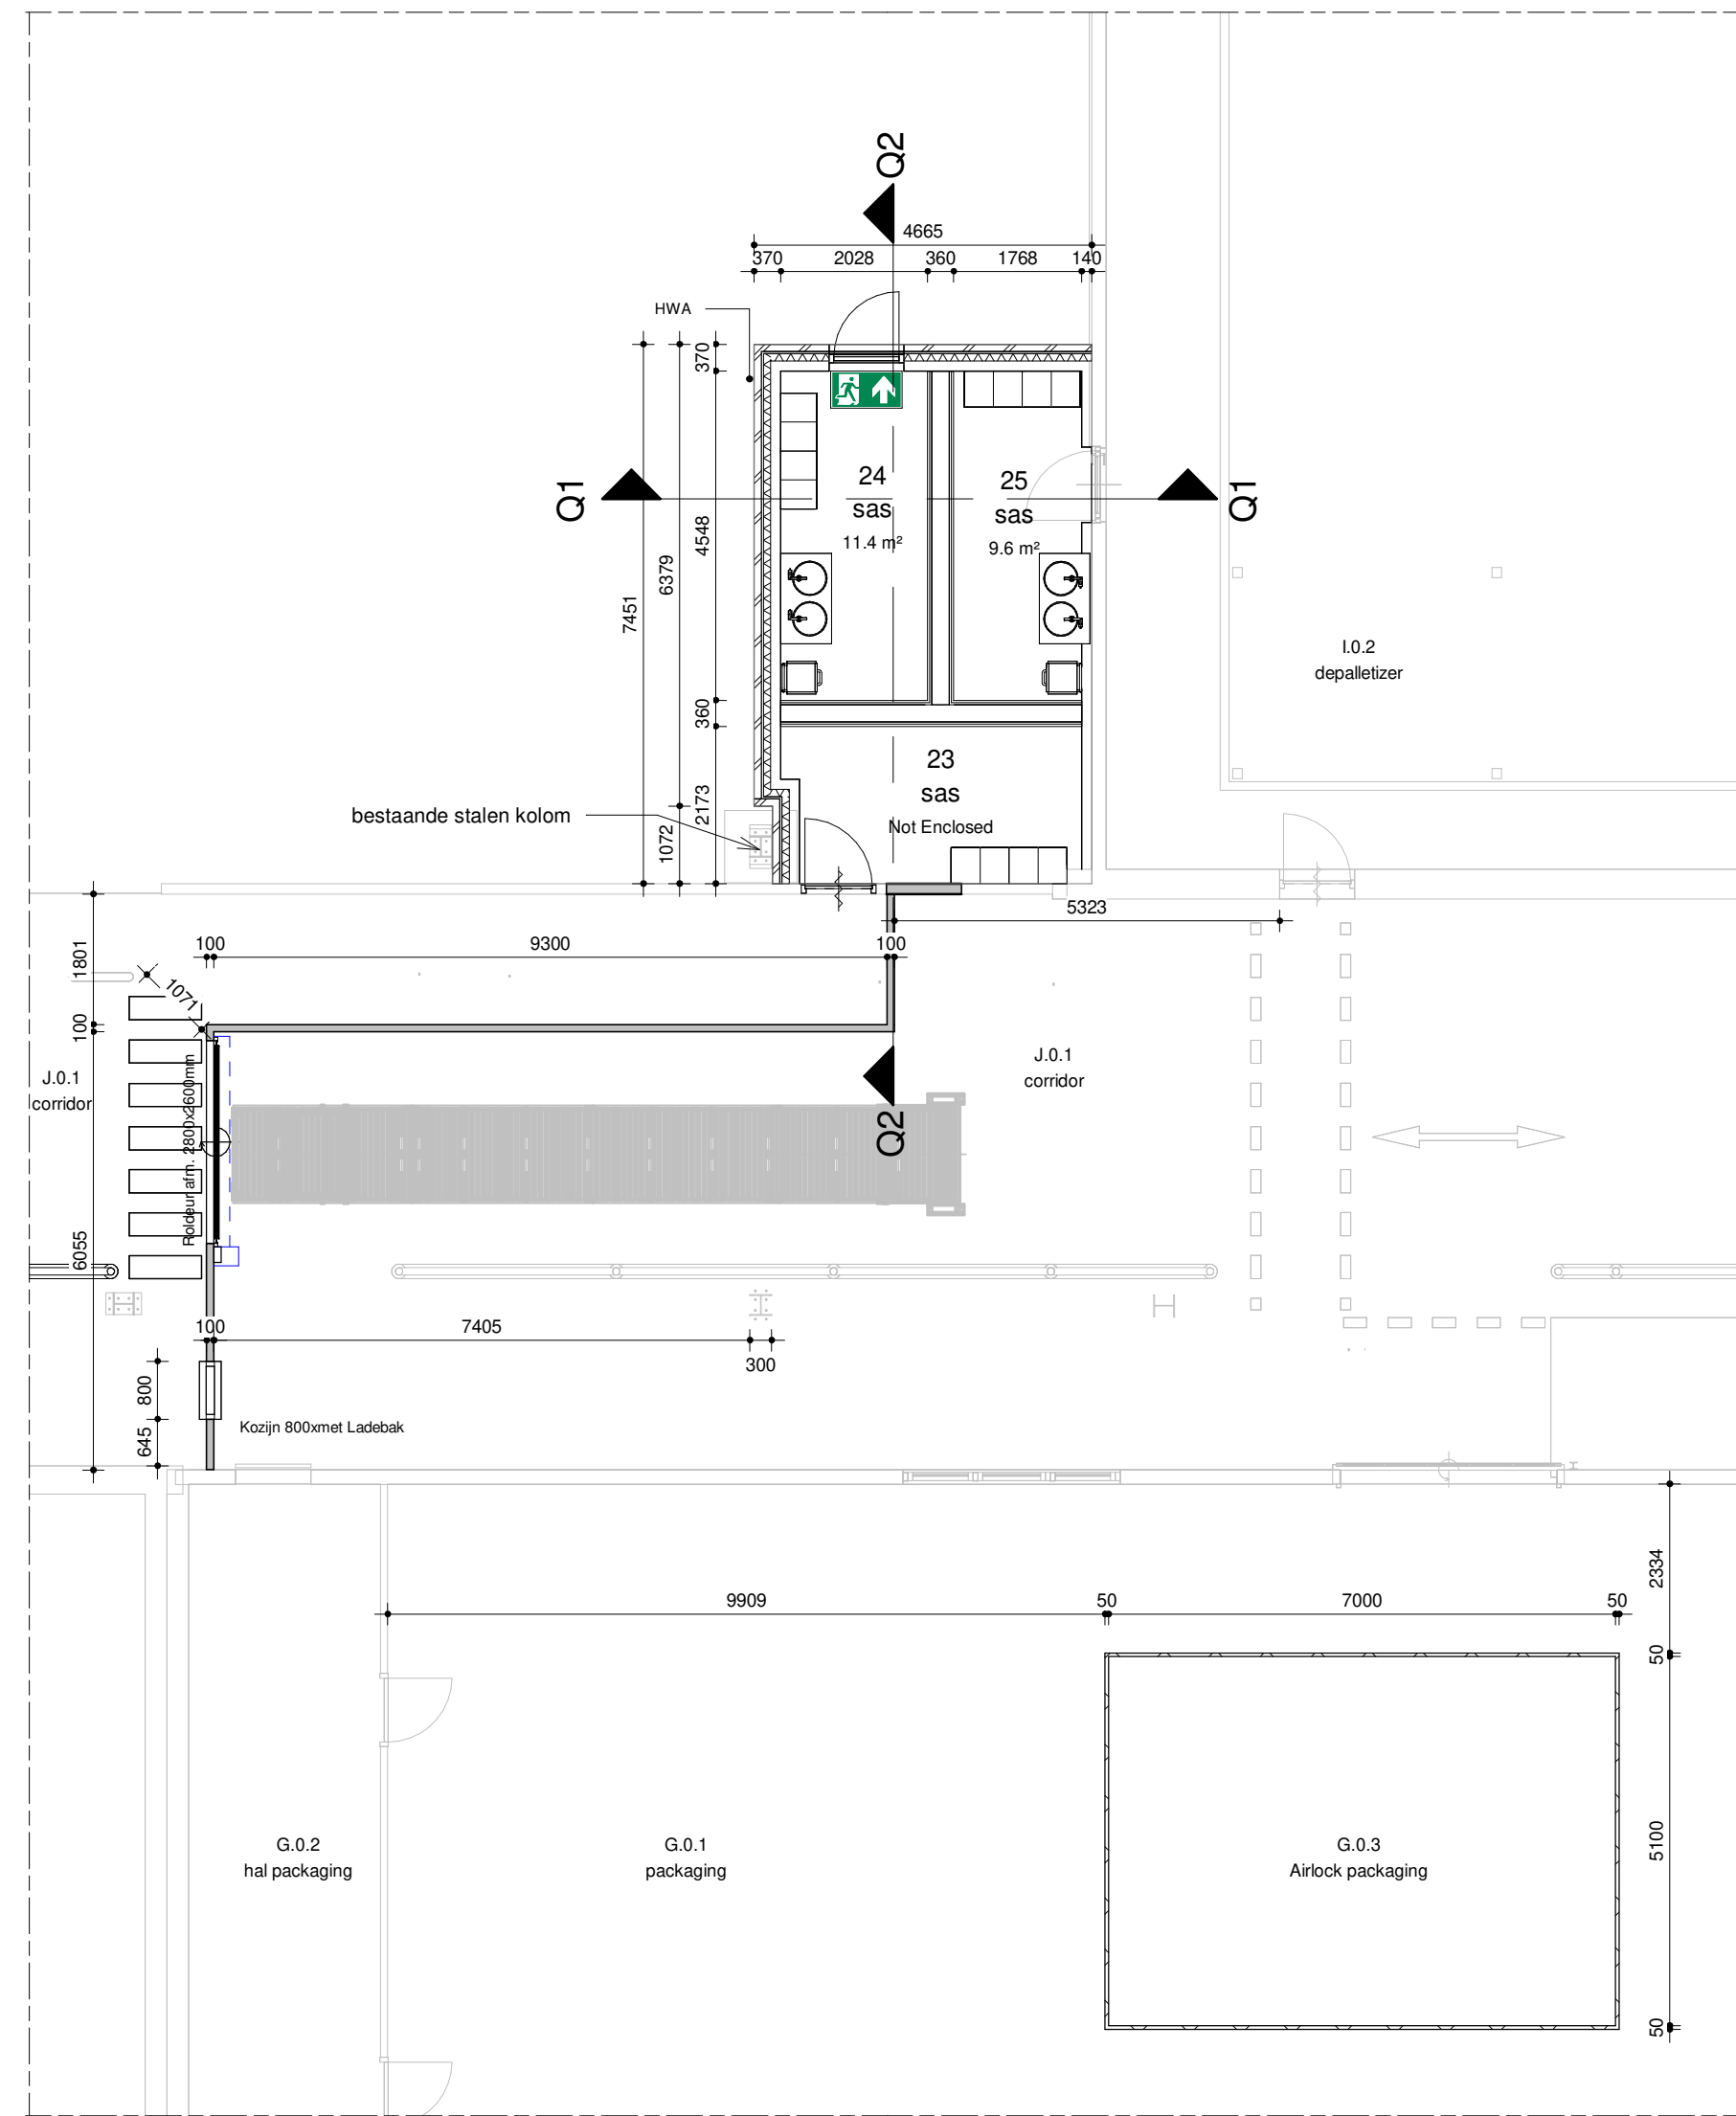 Q2
4665
370 2028 360 1768 140
HWA
370
Q1
Q1
24
sas
11.4 m²
25
sas
9.6 m²
4548
6379
7451
I.0.2
depalletizer
360
23
sas
Not Enclosed
2173
bestaande stalen kolom
1072
5323
1801
100 9300 100
1071
100
J.0.1
corridor
J.0.1
corridor
Roldeur afm. 2800x2600mm
Q2
6055
100 7405
300
800
Kozijn 800xmet Ladebak
645
2334
9909 50 7000 50
50
G.0.2
hal packaging
G.0.1
packaging
G.0.3
Airlock packaging
5100
50